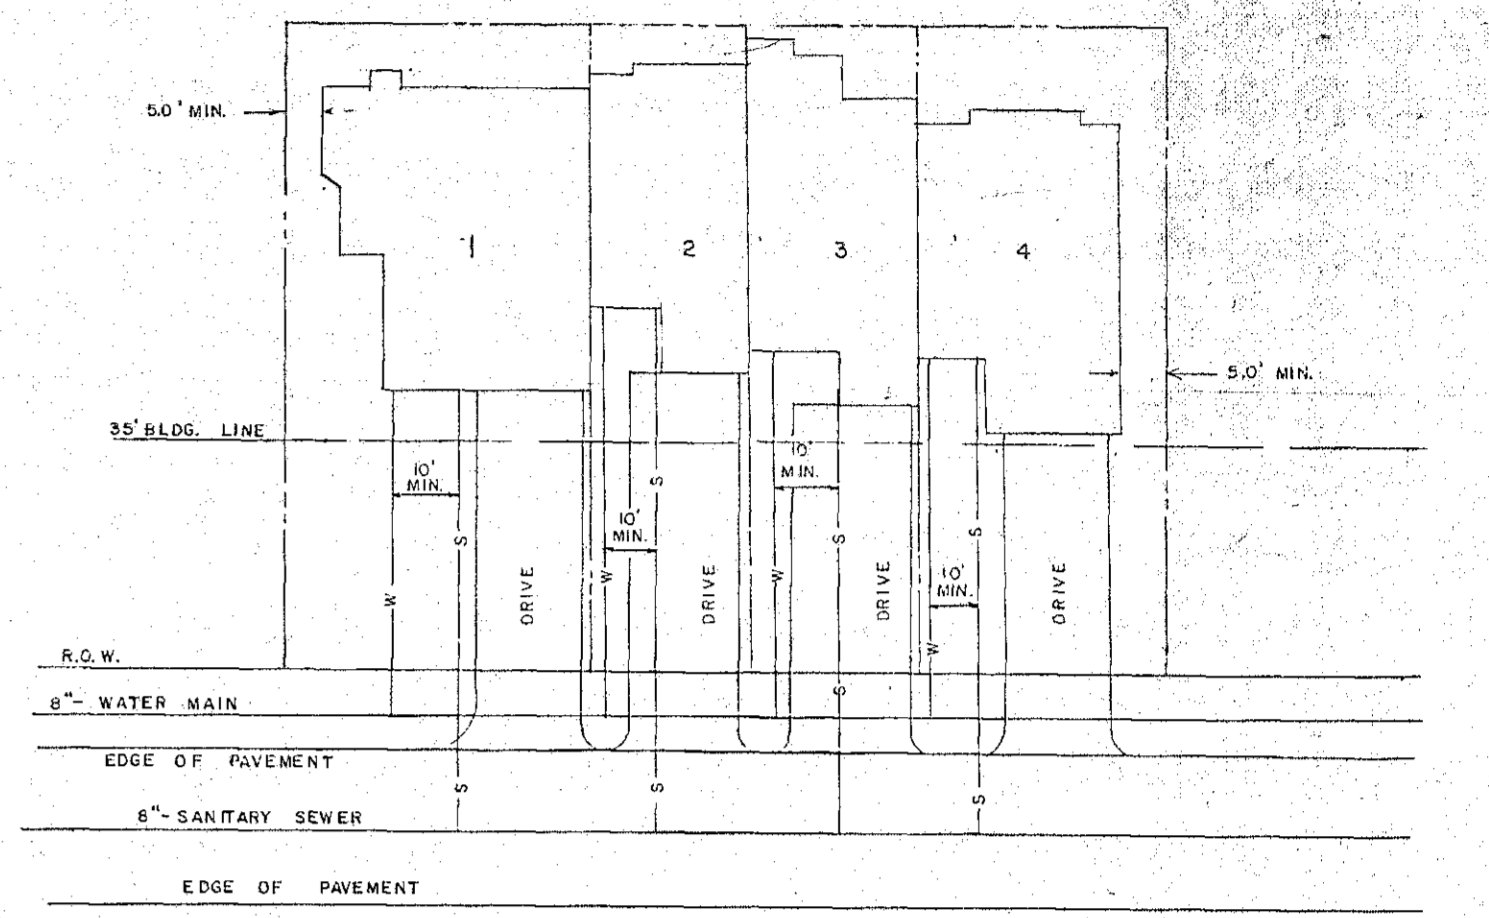 5.0' MIN.
1
2
3
4
5.0' MIN.
35' BLDG. LINE
10'
MIN.
10'
MIN.
10'
MIN.
10'
MIN.
S
S
S
S
W
W
W
W
DRIVE
DRIVE
DRIVE
DRIVE
R.O.W.
S
8"- WATER MAIN
EDGE OF PAVEMENT
S
S
S
8"- SANITARY SEWER
EDGE OF PAVEMENT